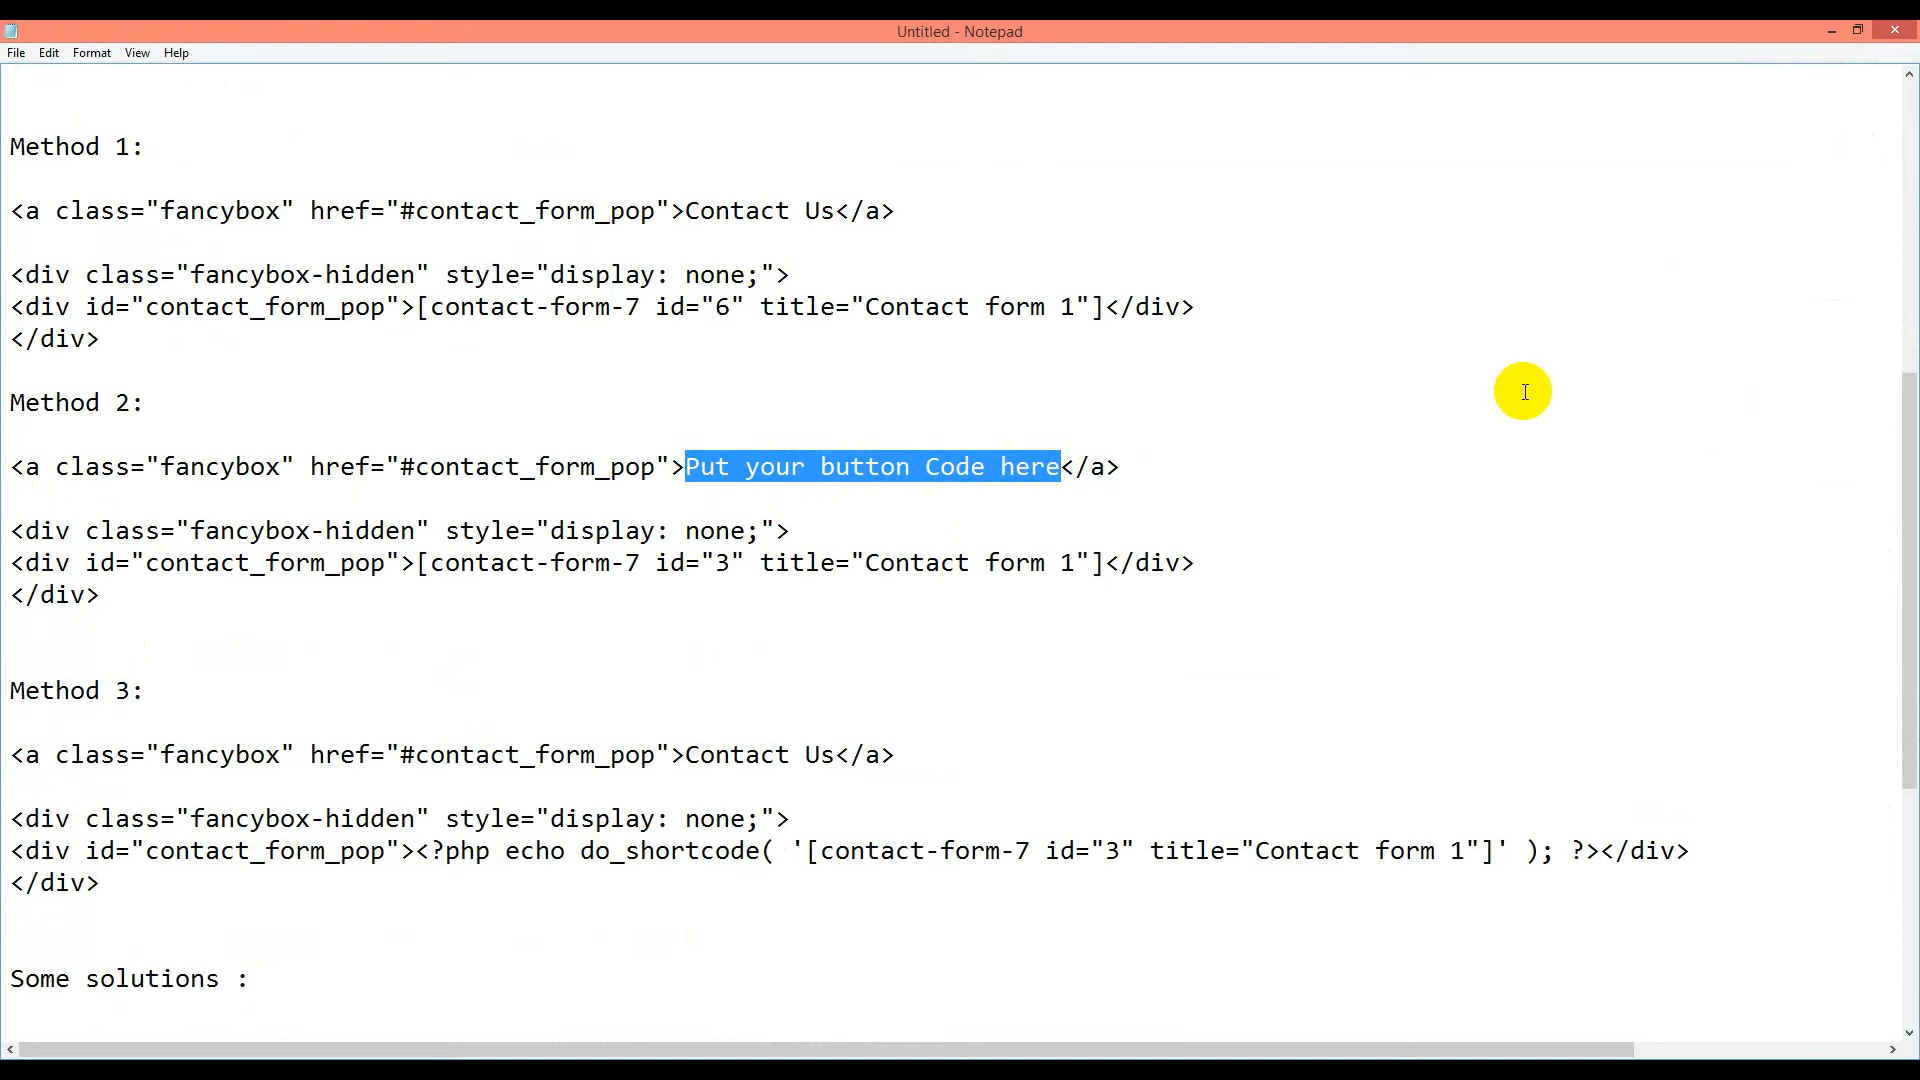 Untitled - Notepad
File Edit Format View Help
Method 1:
<a class="fancybox" href="#contact_form_pop">Contact Us</a>
<div class="fancybox-hidden" style="display: none;">
<div id="contact_form_pop">[contact-form-7 id="6" title="Contact form 1"]</div>
</div>
Method 2:
<a class="fancybox" href="#contact_form_pop">Put your button Code here</a>
<div class="fancybox-hidden" style="display: none;">
<div id="contact_form_pop">[contact-form-7 id="3" title="Contact form 1"]</div>
</div>
Method 3:
<a class="fancybox" href="#contact_form_pop">Contact Us</a>
<div class="fancybox-hidden" style="display: none;">
<div id="contact_form_pop"><?php echo do_shortcode( '[contact-form-7 id="3" title="Contact form 1"]' ); ?></div>
</div>
Some solutions :